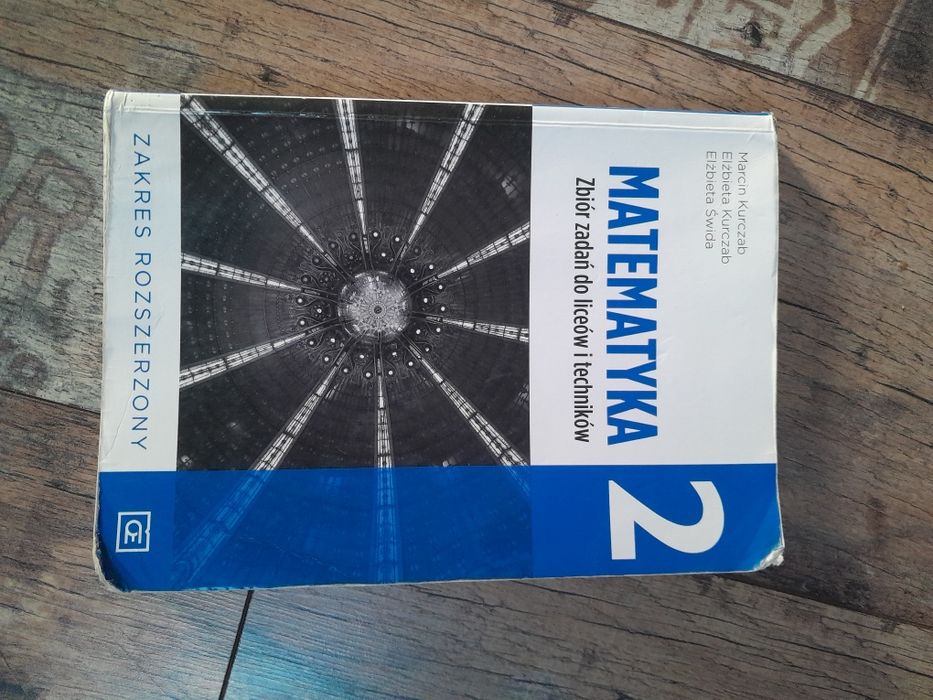 Marcin Kurczab
Elżbieta Kurczab
Elżbieta Świda
MATEMATYKA 2
Zbiór zadań do liceów i techników
ZAKRES ROZSZERZONY